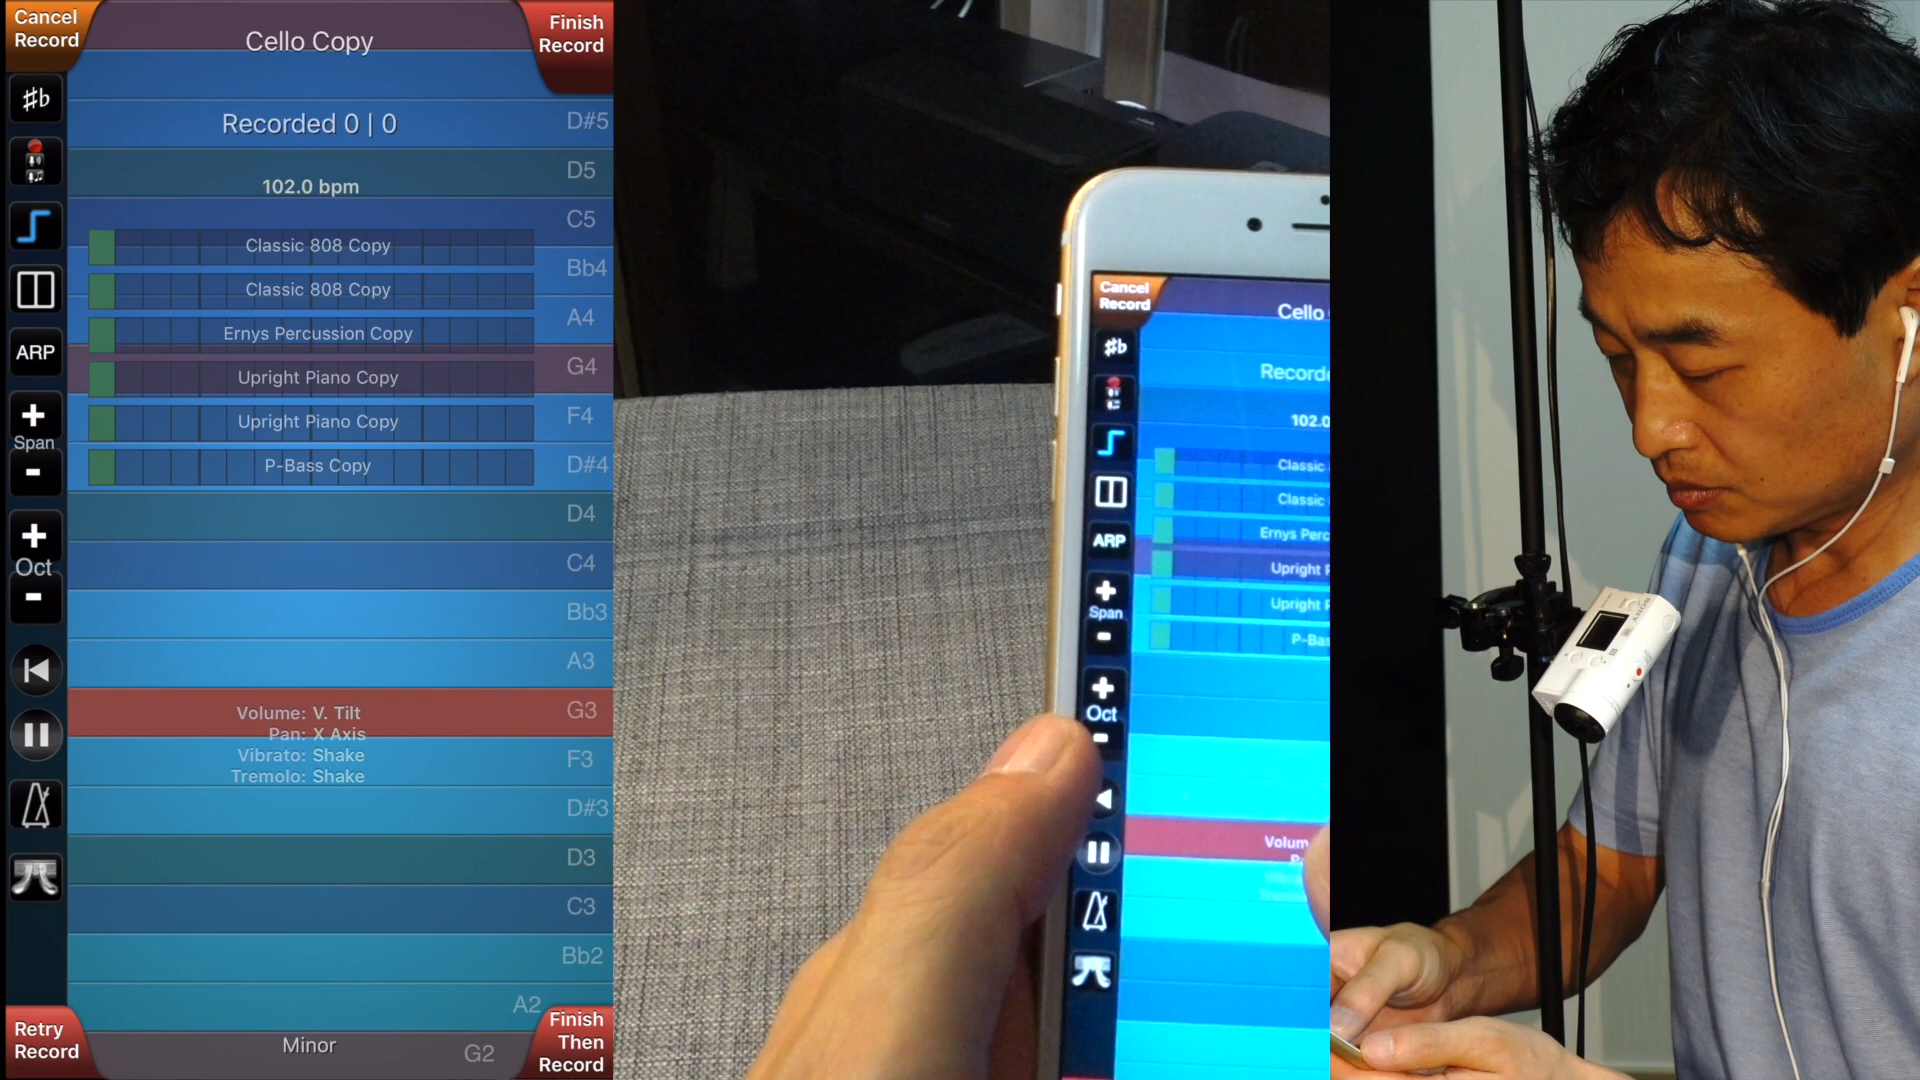 Cancel
Record
Cello Copy
Finish
Record
Recorded 0 | 0
D#5
D5
102.0 bpm
C5
Classic 808 Copy
Bb4
Classic 808 Copy
A4
Ernys Percussion Copy
ARP
G4
Upright Piano Copy
F4
Upright Piano Copy
Span
D#4
P-Bass Copy
D4
Oct
C4
Bb3
A3
G3
Volume: V. Tilt
Pan: X Axis
Vibrato: Shake
Tremolo: Shake
F3
D#3
D3
C3
Bb2
A2
Retry
Record
Minor
G2
Finish
Then
Record
Cancel
Record
Cello
Recorde
102.0
Classic
Classic
Ernys Perc
ARP
Upright P
Span
Upright P
P-Bas
Oct
Volum
SONY